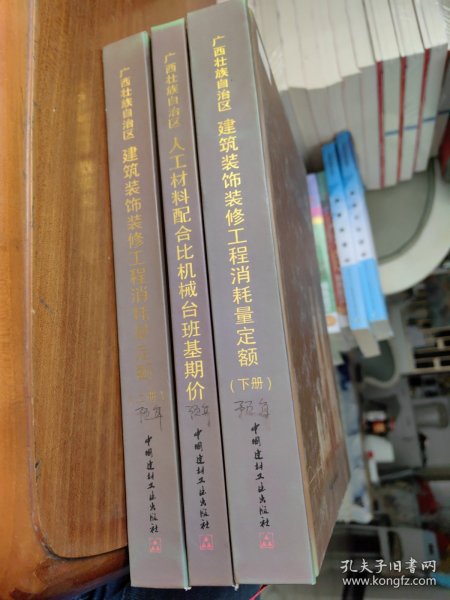 广西壮族自治区
建筑装饰装修工程消耗量定额
中国建材工业出版社
广西壮族自治区
人工材料配合比机械台班基期价
中国建材工业出版社
广西壮族自治区
建筑装饰装修工程消耗量定额
(下册)
中国建材工业出版社
孔夫子旧书网
www.kongfz.com